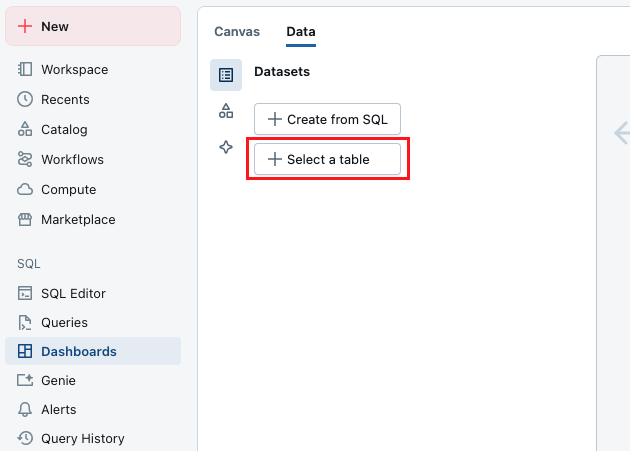 New
Workspace
Recents
Catalog
Workflows
Compute
Marketplace
SQL
SQL Editor
Queries
Dashboards
Genie
Alerts
Query History
Canvas
Data
Datasets
Create from SQL
Select a table